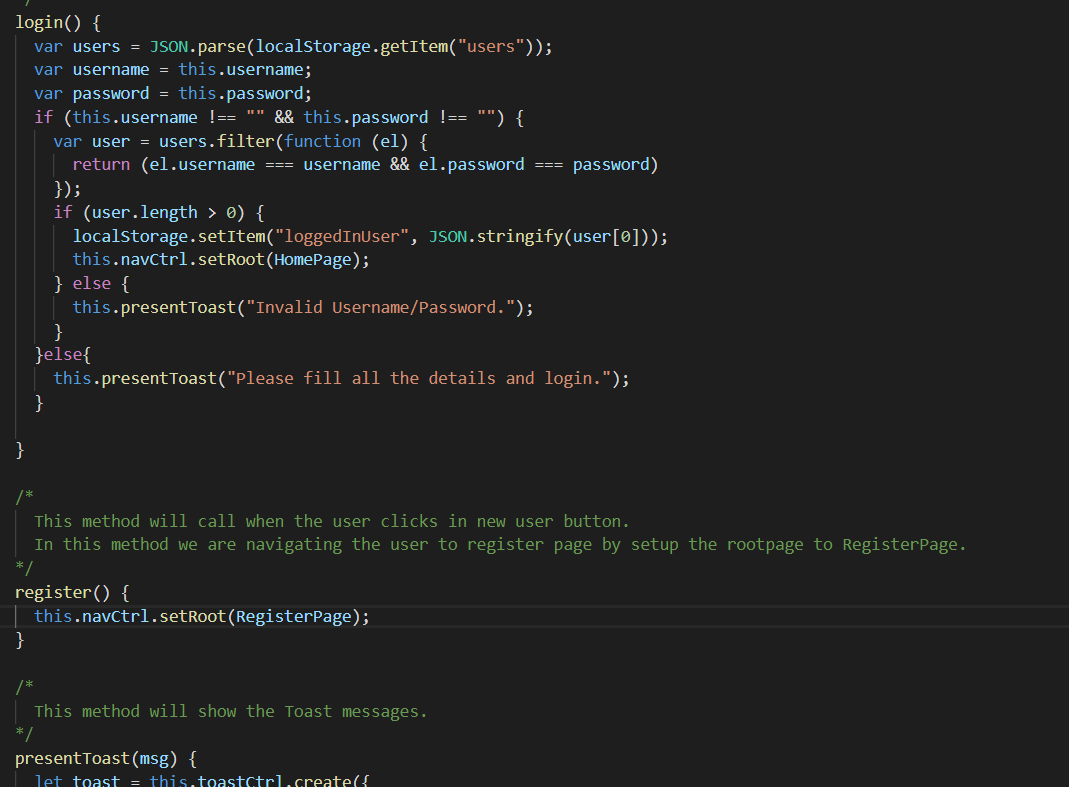 */
login() {
var users = JSON.parse(localStorage.getItem("users"));
var username = this.username;
var password = this.password;
if (this.username !== "" && this.password !== "") {
var user = users.filter(function (el) {
return (el.username === username && el.password === password)
});
if (user.length > 0) {
localStorage.setItem("loggedInUser", JSON.stringify(user[0]));
this.navCtrl.setRoot(HomePage);
} else {
this.presentToast("Invalid Username/Password.");
}
}else{
this.presentToast("Please fill all the details and login.");
}
}
/*
This method will call when the user clicks in new user button.
In this method we are navigating the user to register page by setup the rootpage to RegisterPage.
*/
register() {
this.navCtrl.setRoot(RegisterPage);
}
/*
This method will show the Toast messages.
*/
presentToast(msg) {
let toast = this.toastCtrl.create({